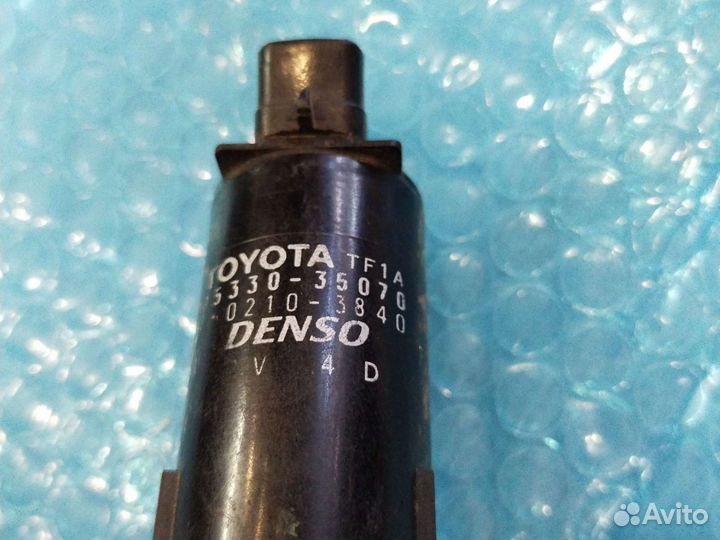 TOYOTA TF1A
5330-35070
-0210-3840
DENSO
V 4 D
Avito